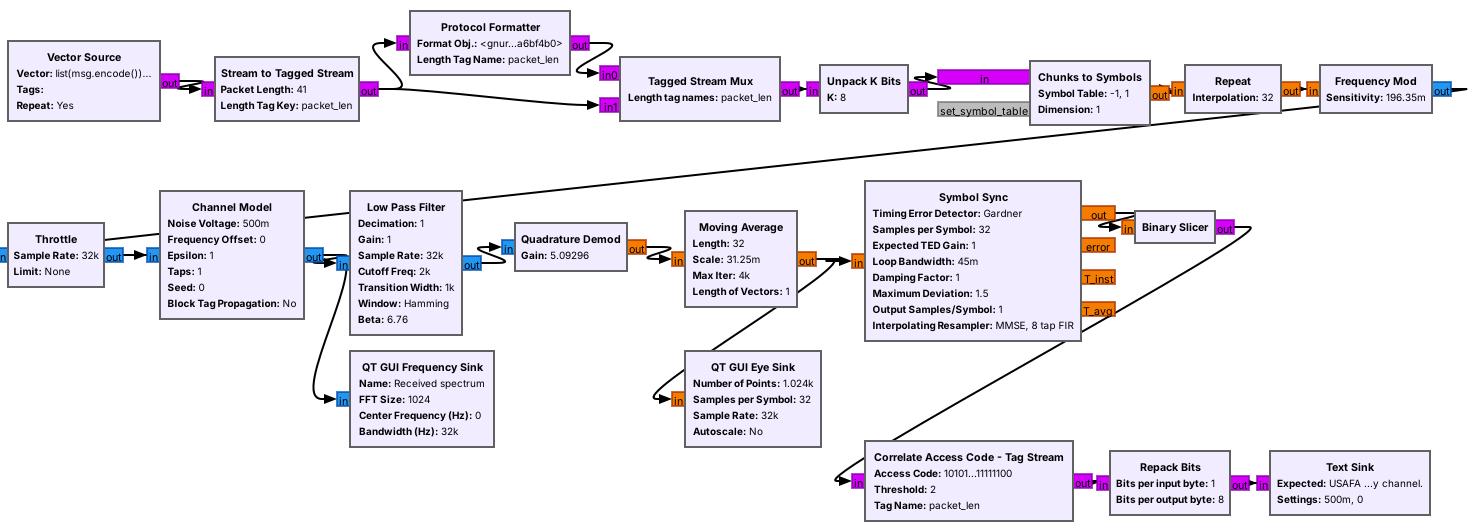 Vector Source
Vector: list(msg.encode())...
Tags:
Repeat: Yes
out
in
Stream to Tagged Stream
Packet Length: 41
Length Tag Key: packet_len
out
in
Protocol Formatter
Format Obj.: <gnur...a6bf4b0>
Length Tag Name: packet_len
out
in0
in1
Tagged Stream Mux
Length tag names: packet_len
out
in
Unpack K Bits
K: 8
out
in
set_symbol_table
Chunks to Symbols
Symbol Table: -1, 1
Dimension: 1
out
in
Repeat
Interpolation: 32
out
in
Frequency Mod
Sensitivity: 196.35m
out
in
Throttle
Sample Rate: 32k
Limit: None
out
in
Channel Model
Noise Voltage: 500m
Frequency Offset: 0
Epsilon: 1
Taps: 1
Seed: 0
Block Tag Propagation: No
out
in
Low Pass Filter
Decimation: 1
Gain: 1
Sample Rate: 32k
Cutoff Freq: 2k
Transition Width: 1k
Window: Hamming
Beta: 6.76
out
in
Quadrature Demod
Gain: 5.09296
out
in
Moving Average
Length: 32
Scale: 31.25m
Max Iter: 4k
Length of Vectors: 1
out
in
Symbol Sync
Timing Error Detector: Gardner
Samples per Symbol: 32
Expected TED Gain: 1
Loop Bandwidth: 45m
Damping Factor: 1
Maximum Deviation: 1.5
Output Samples/Symbol: 1
Interpolating Resampler: MMSE, 8 tap FIR
out
error
T_inst
T_avg
in
Binary Slicer
out
in
QT GUI Frequency Sink
Name: Received spectrum
FFT Size: 1024
Center Frequency (Hz): 0
Bandwidth (Hz): 32k
in
QT GUI Eye Sink
Number of Points: 1.024k
Samples per Symbol: 32
Sample Rate: 32k
Autoscale: No
in
Correlate Access Code - Tag Stream
Access Code: 10101...11111100
Threshold: 2
Tag Name: packet_len
out
in
Repack Bits
Bits per input byte: 1
Bits per output byte: 8
out
in
Text Sink
Expected: USAFA ...y channel.
Settings: 500m, 0